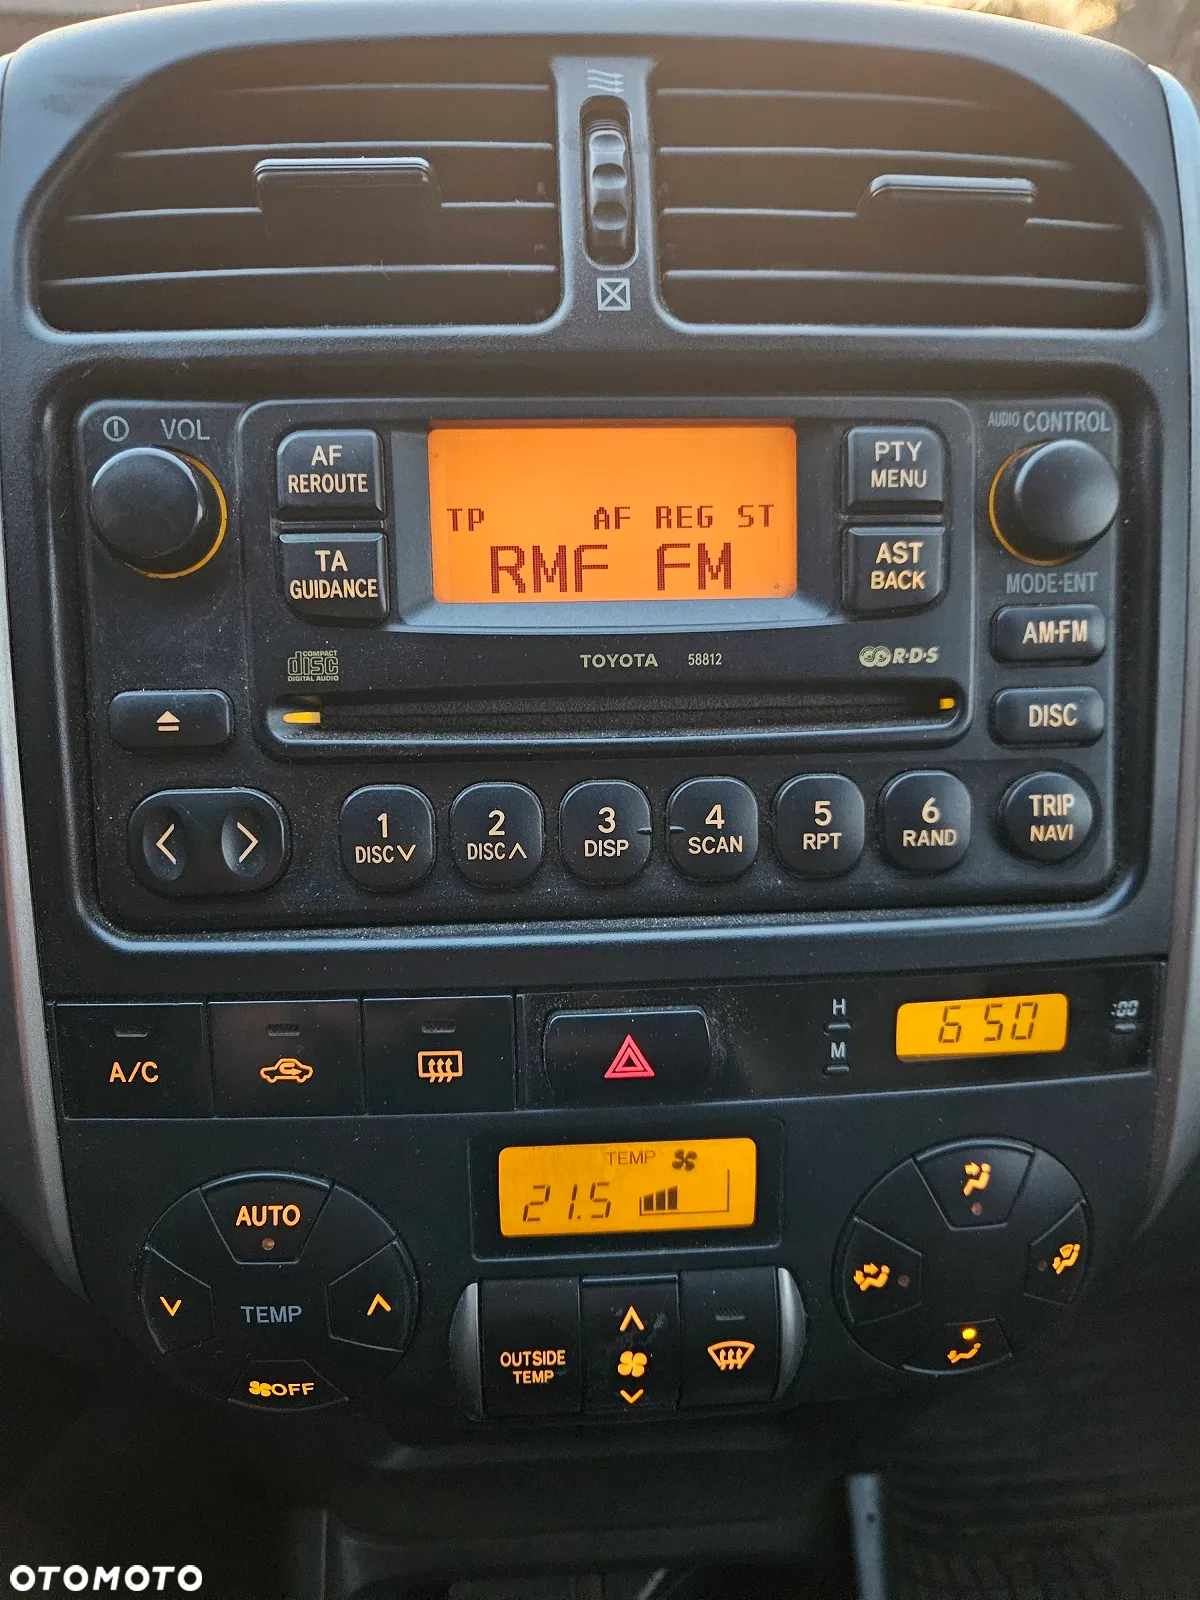 VOL
AUDIO CONTROL
AF
REROUTE
PTY
MENU
TP AF REG ST
RMF FM
TA
GUIDANCE
AST
BACK
MODE·ENT
COMPACT
disc
DIGITAL AUDIO
TOYOTA 58812
R·D·S
AM·FM
DISC
1
DISC
2
DISC
3
DISP
4
SCAN
5
RPT
6
RAND
TRIP
NAVI
A/C
H
M
6 50
:00
TEMP
21.5
AUTO
TEMP
OFF
OUTSIDE
TEMP
OTOMOTO